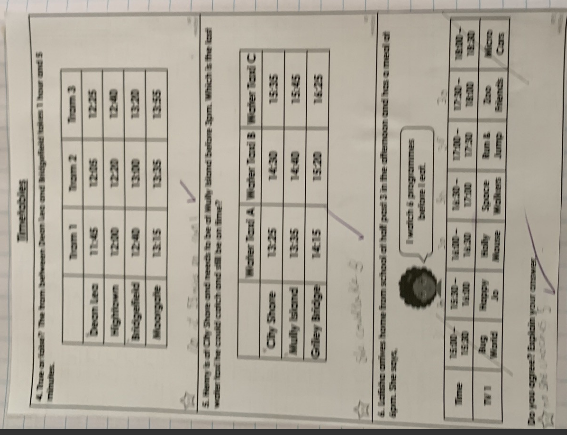 Timetables
4. True or false? The tram between Dean Lea and Bridgefield takes 1 hour and 5
minutes.
Tram 1 Tram 2 Tram 3
Dean Lea 11:45 12:05 12:25
Hightown 12:00 12:20 12:40
Bridgefield 12:40 13:00 13:20
Moorgate 13:15 13:35 13:55
5. Henry is at City Shore and needs to be at Mully Island before 3pm. Which is the last
water taxi he could catch and still be on time?
Water Taxi A Water Taxi B Water Taxi C
City Shore 13:25 14:30 15:35
Mully Island 13:35 14:40 15:45
Grilley Bridge 14:15 15:20 16:25
6. Lafisha arrives home from school at half past 3 in the afternoon and has a meal at
6pm. She says,
I watch 6 programmes
before I eat.
Time 15:00 – 15:30 15:30 – 16:00 16:00 – 16:30 16:30 – 17:00 17:00 – 17:30 17:30 – 18:00 18:00 – 18:30
TV 1 Bug World Happy Jo Holly Mouse Space Walkers Run & Jump Zoo Friends Micro Cars
Do you agree? Explain your answer.